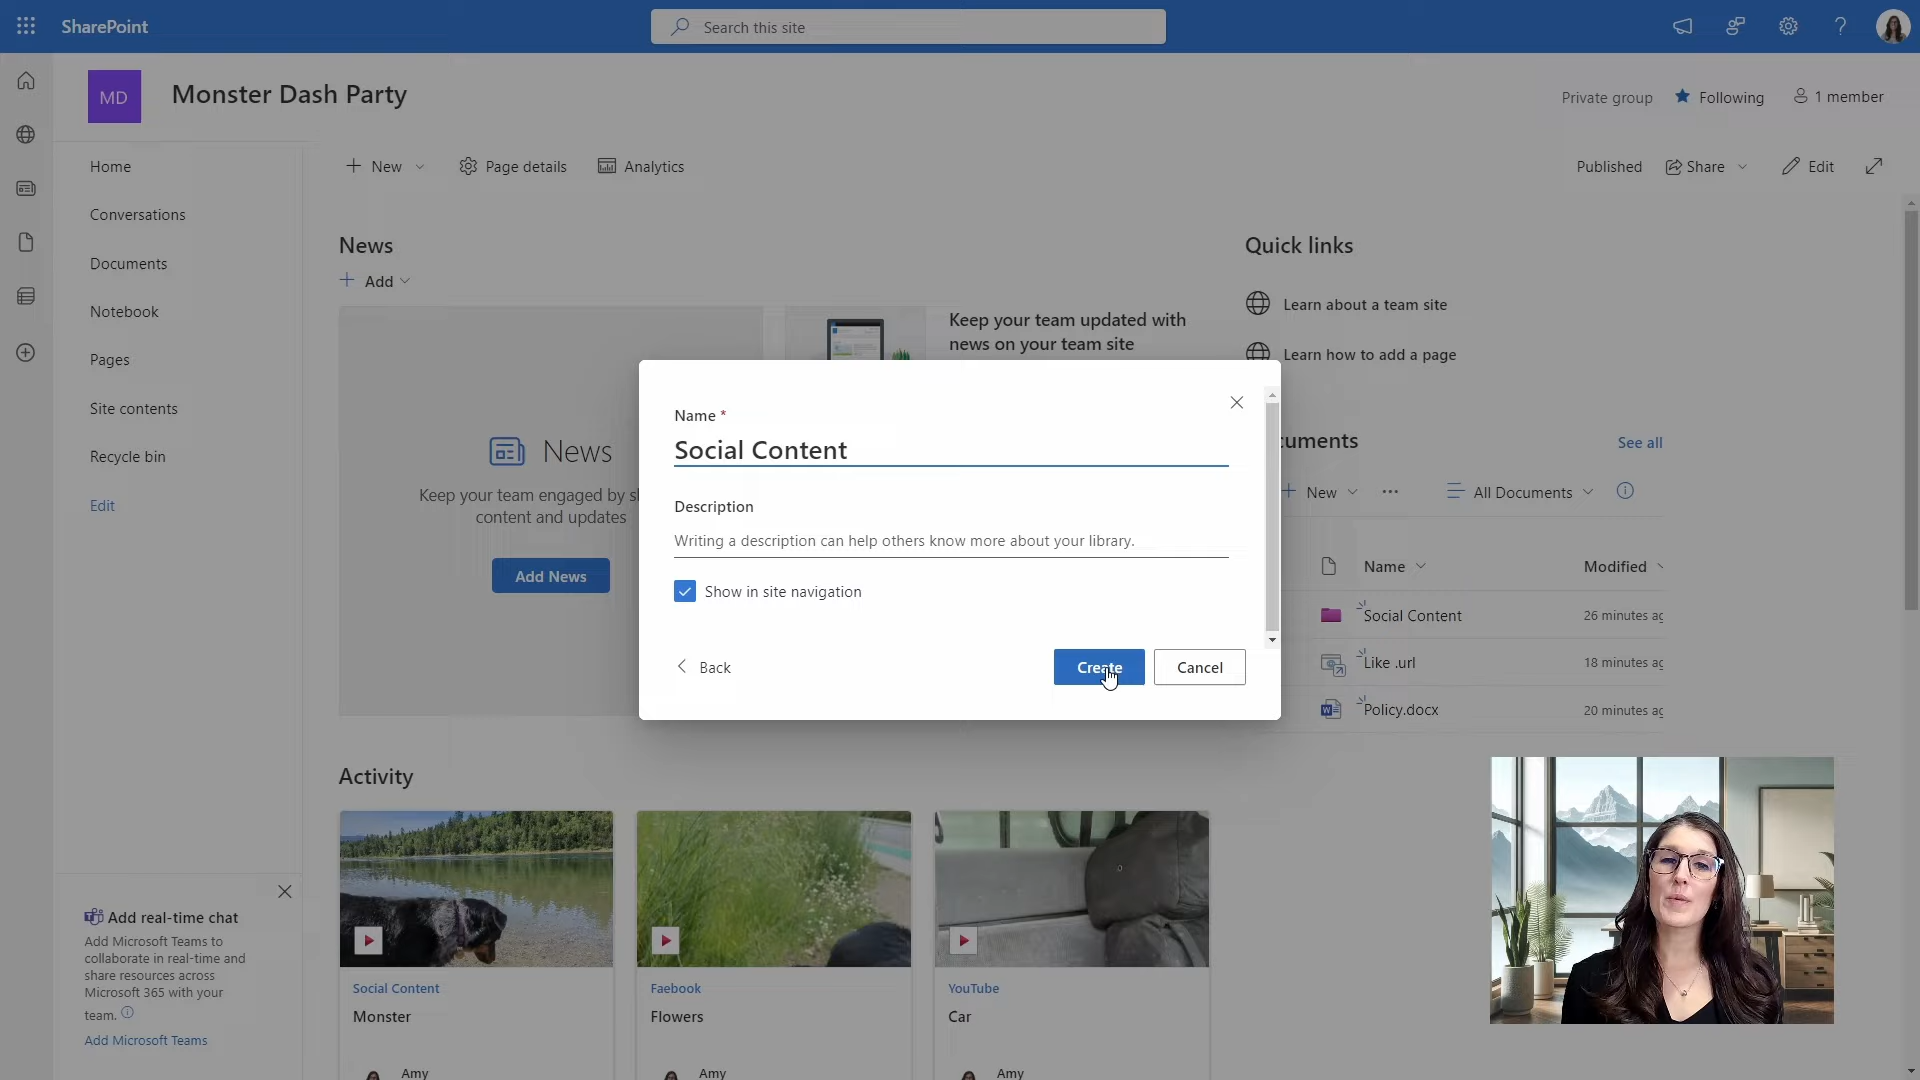 SharePoint
Search this site
MD
Monster Dash Party
Private group
Following
1 member
Home
Conversations
Documents
Notebook
Pages
Site contents
Recycle bin
Edit
New
Page details
Analytics
Published
Share
Edit
News
Add
News
Keep your team engaged by
content and updates
Add News
Keep your team updated with
news on your team site
Quick links
Learn about a team site
Learn how to add a page
Name *
Social Content
Description
Writing a description can help others know more about your library.
Show in site navigation
Back
Create
Cancel
cuments
See all
New
All Documents
Name
Modified
Social Content
26 minutes ag
Like .url
18 minutes ag
Policy.docx
20 minutes ag
Activity
Social Content
Monster
Amy
Faebook
Flowers
Amy
YouTube
Car
Amy
Add real-time chat
Add Microsoft Teams to
collaborate in real-time and
share resources across
Microsoft 365 with your
team.
Add Microsoft Teams